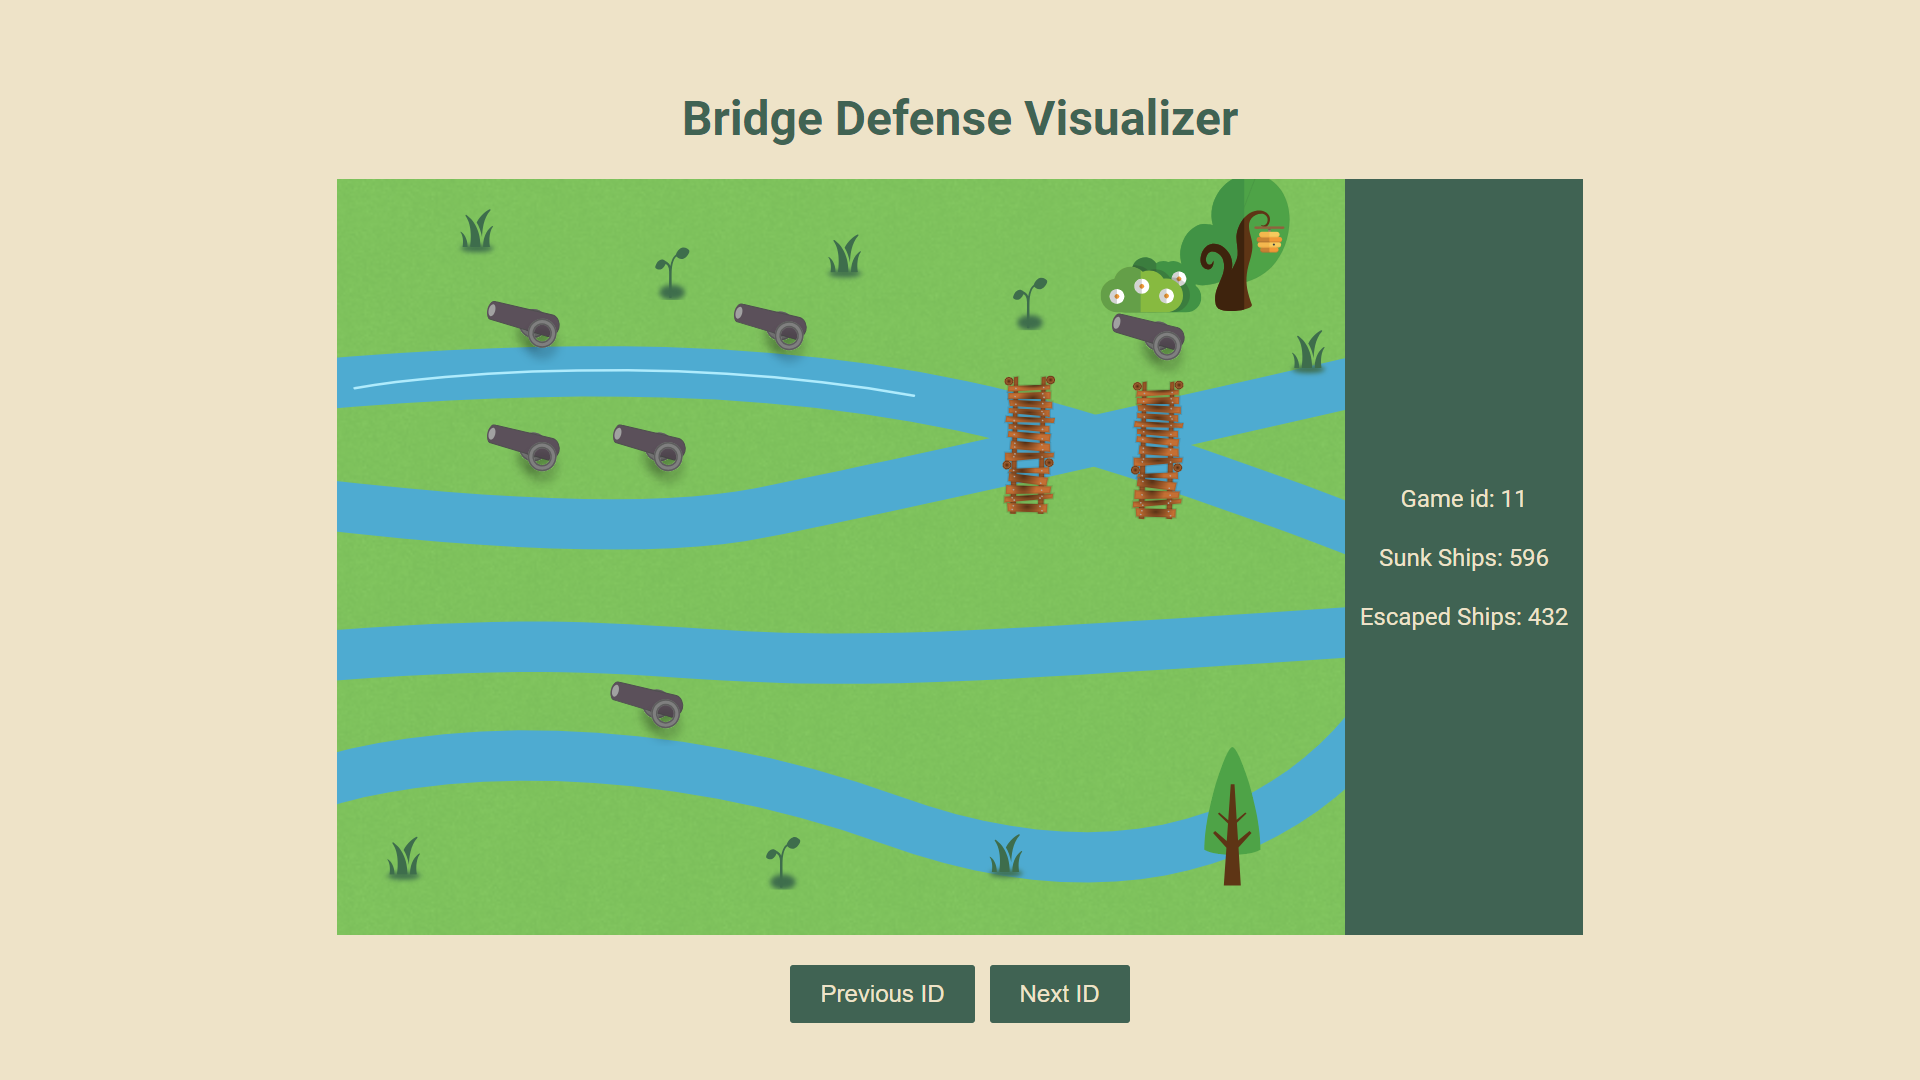 Bridge Defense Visualizer
Game id: 11
Sunk Ships: 596
Escaped Ships: 432
Previous ID
Next ID